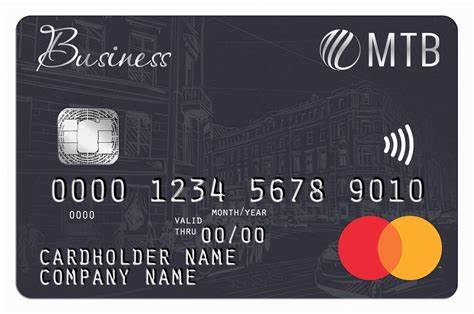 Business
MTB
0000 1234 5678 9010
0000
MONTH/YEAR
VALID THRU 00/00
CARDHOLDER NAME
COMPANY NAME